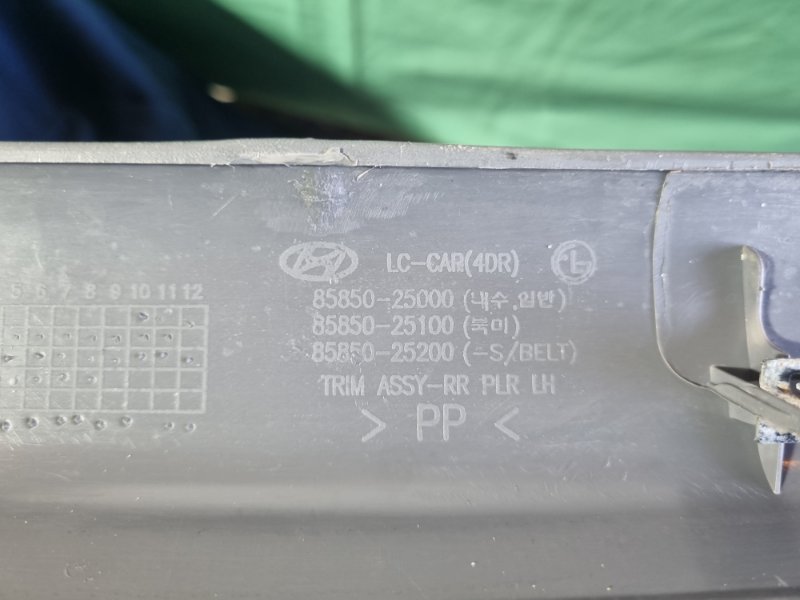 LC-CAR(4DR)
85850-25000 (내수,일반)
5 6 7 8 9 10 11 12
85850-25100 (북미)
85850-25200 (-S/BELT)
TRIM ASSY-RR PLR LH
> PP <